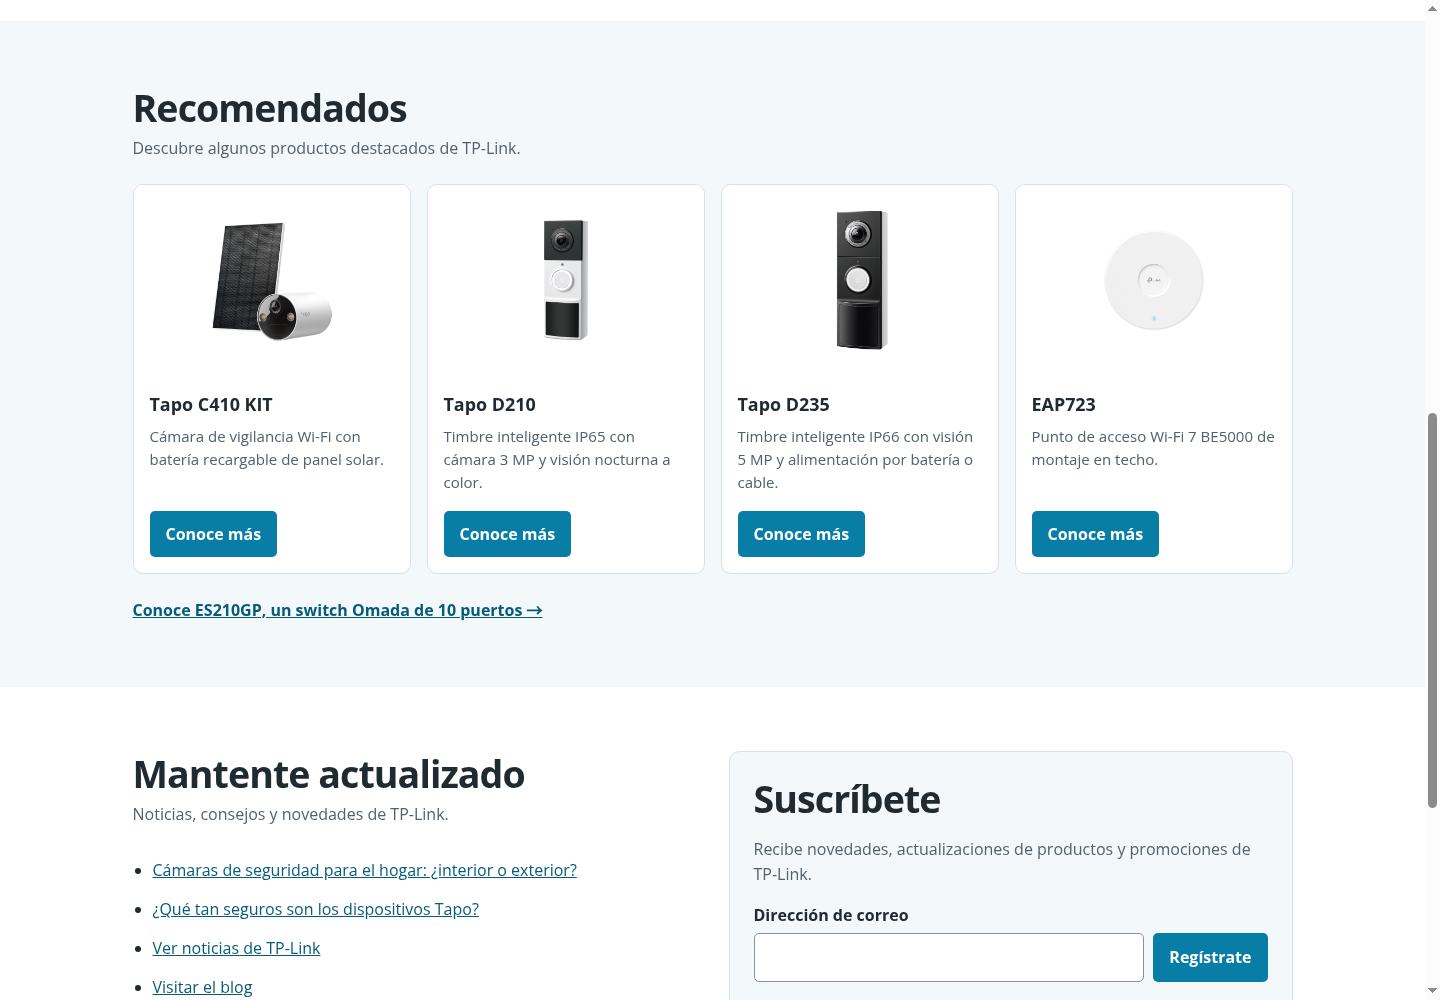 Recomendados
Descubre algunos productos destacados de TP-Link.
Tapo C410 KIT
Cámara de vigilancia Wi-Fi con
batería recargable de panel solar.
Conoce más
Tapo D210
Timbre inteligente IP65 con
cámara 3 MP y visión nocturna a
color.
Conoce más
Tapo D235
Timbre inteligente IP66 con visión
5 MP y alimentación por batería o
cable.
Conoce más
EAP723
Punto de acceso Wi-Fi 7 BE5000 de
montaje en techo.
Conoce más
Conoce ES210GP, un switch Omada de 10 puertos →
Mantente actualizado
Noticias, consejos y novedades de TP-Link.
Cámaras de seguridad para el hogar: ¿interior o exterior?
¿Qué tan seguros son los dispositivos Tapo?
Ver noticias de TP-Link
Visitar el blog
Suscríbete
Recibe novedades, actualizaciones de productos y promociones de
TP-Link.
Dirección de correo
Regístrate